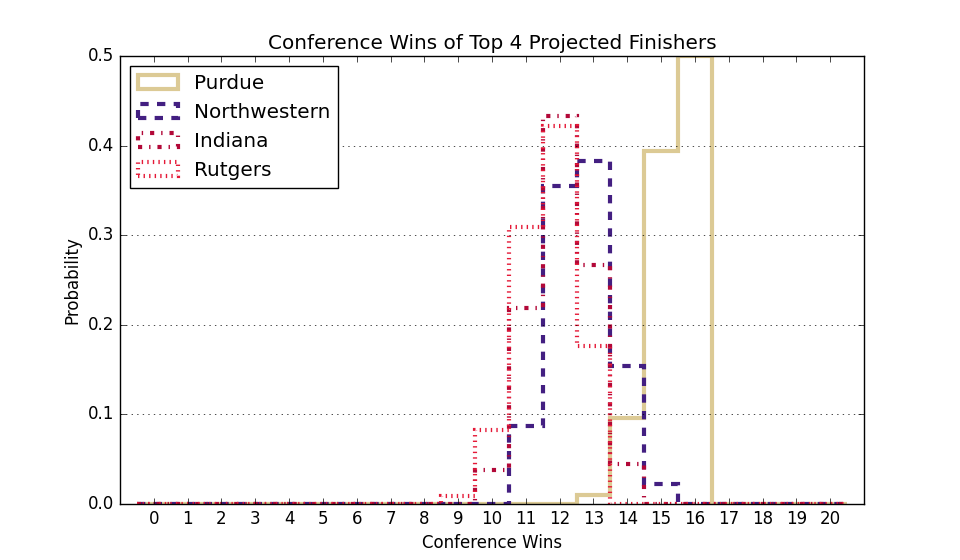 Conference Wins of Top 4 Projected Finishers
0.5
0.4
0.3
0.2
0.1
0.0
Probability
Purdue
Northwestern
Indiana
Rutgers
0 1 2 3 4 5 6 7 8 9 10 11 12 13 14 15 16 17 18 19 20
Conference Wins